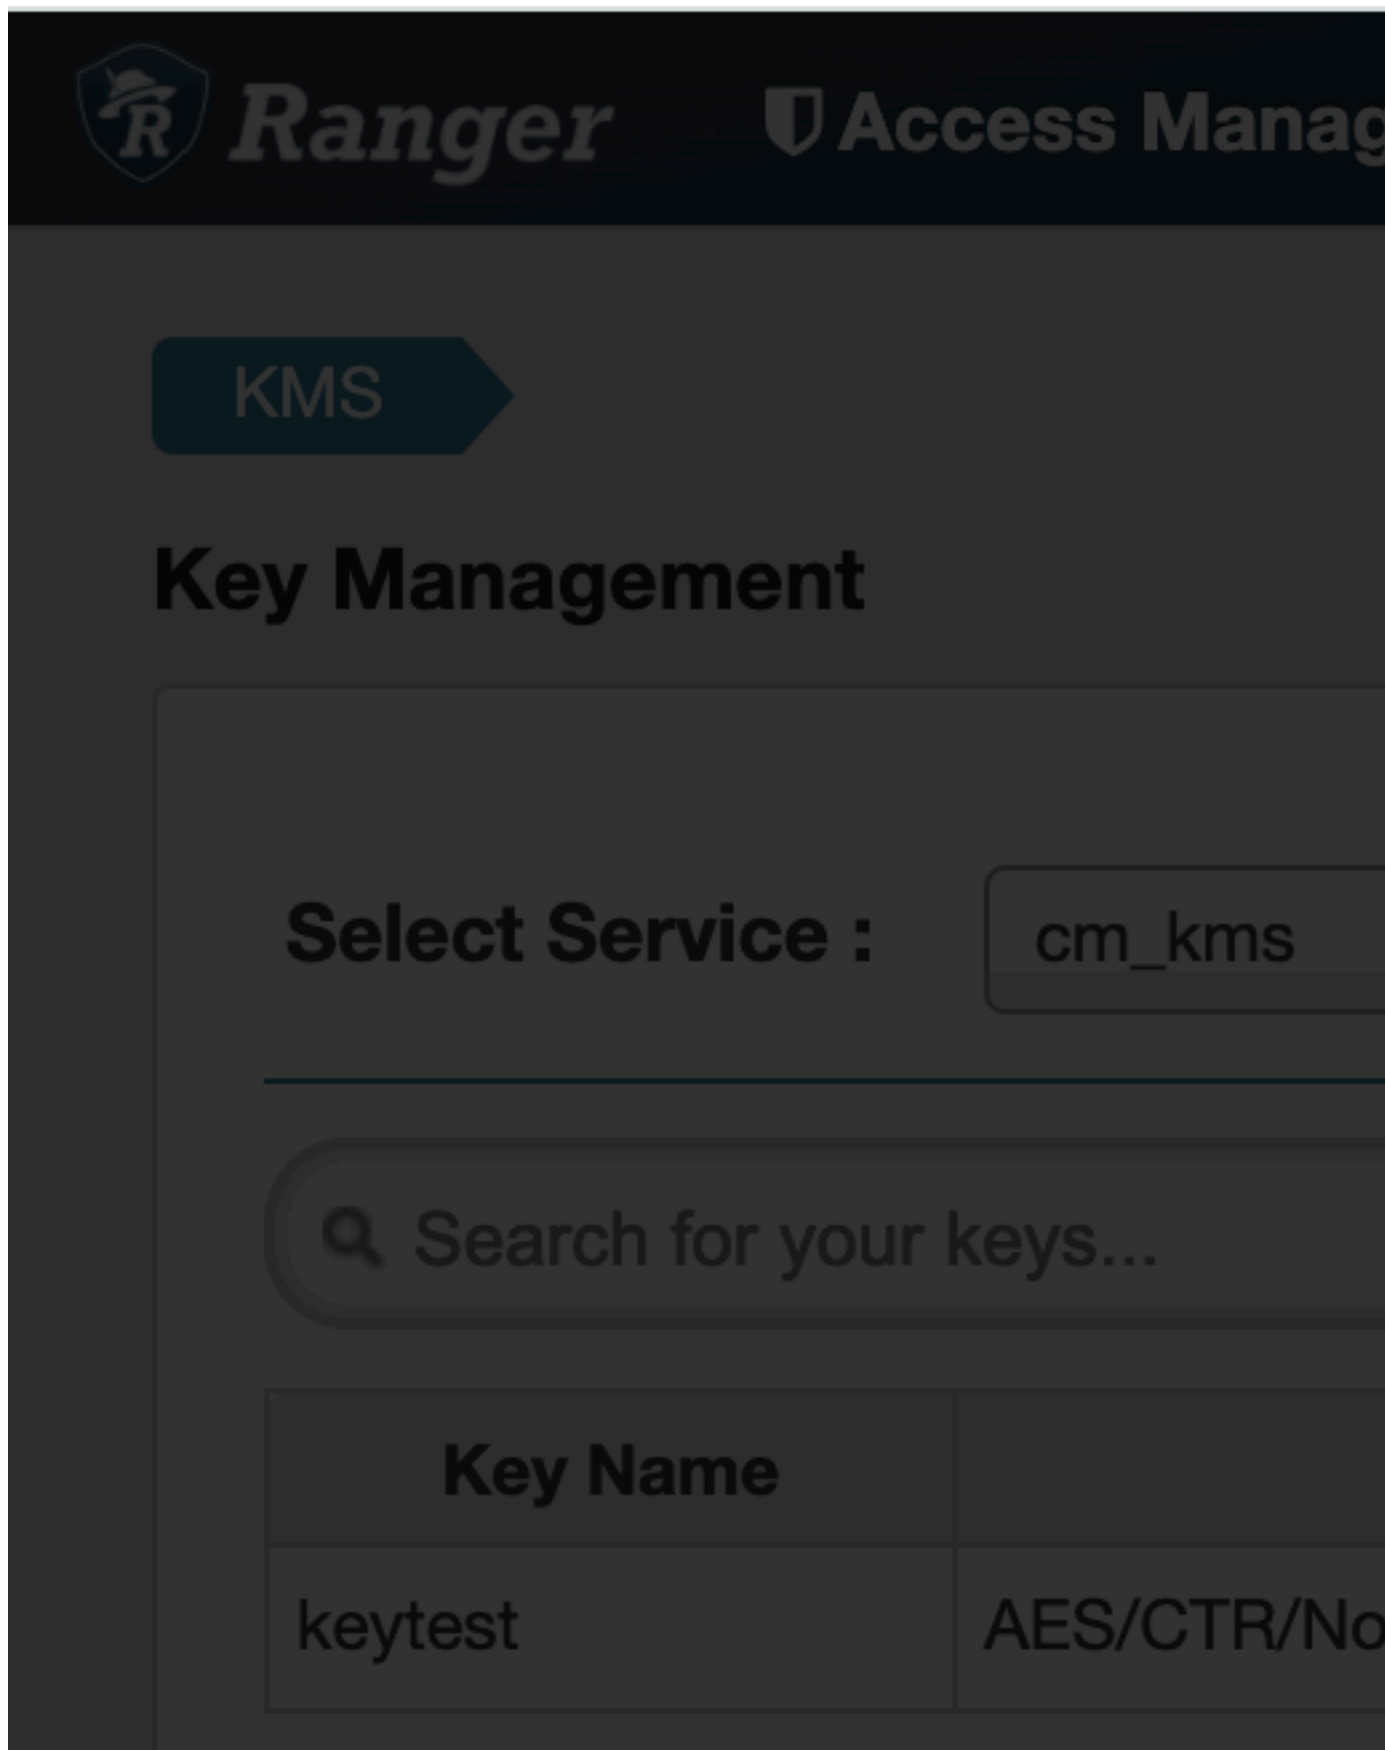 R Ranger Access Manag
KMS
Key Management
Select Service : cm_kms
Search for your keys...
Key Name
keytest AES/CTR/No